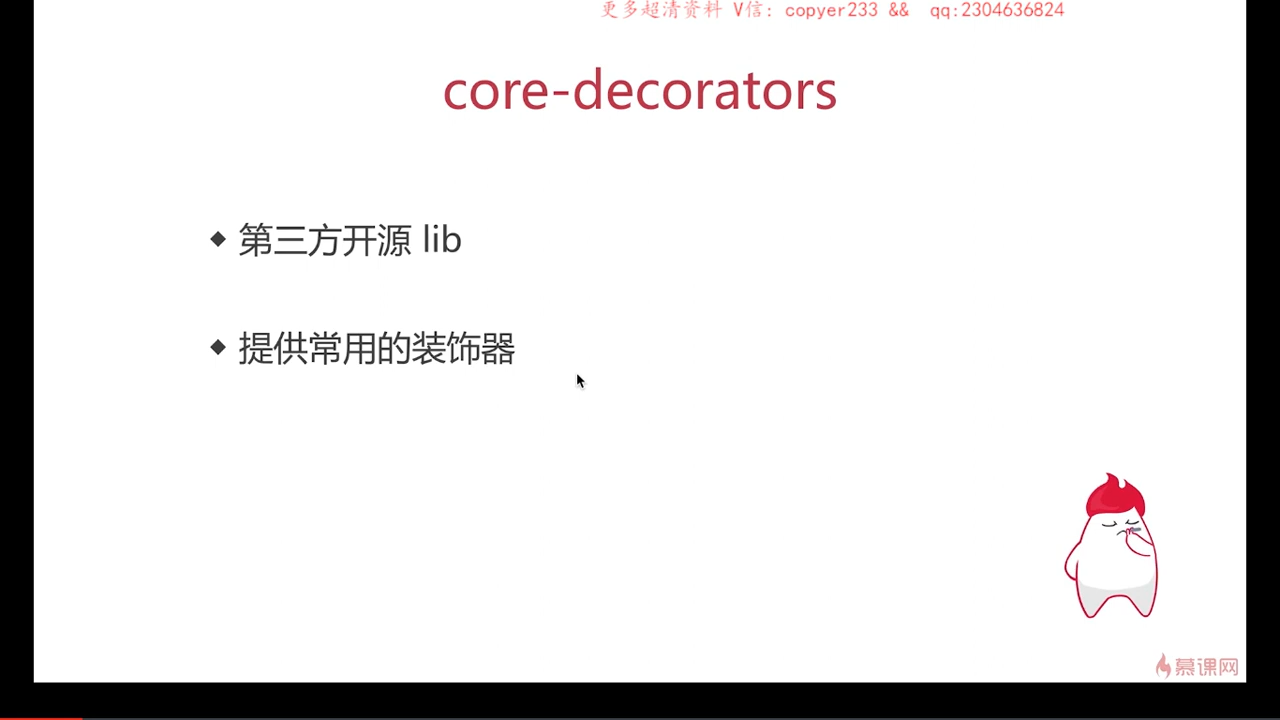 更多超清资料 V信: copyer233 && qq:2304636824
core-decorators
◆ 第三方开源 lib
◆ 提供常用的装饰器
慕课网